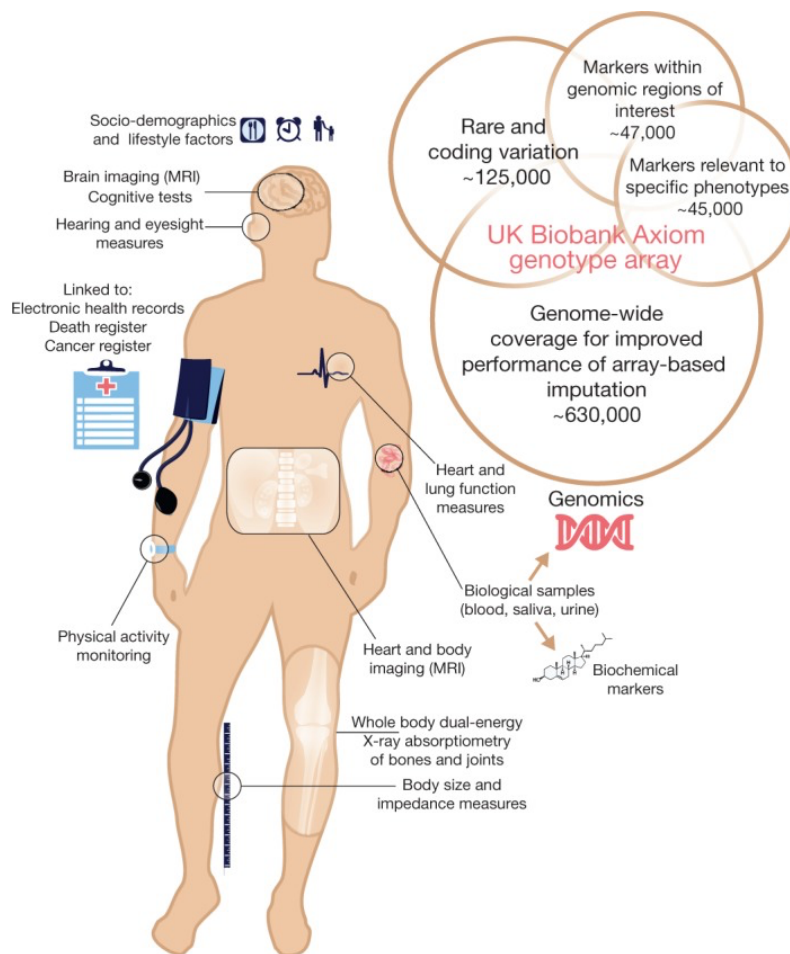 Socio-demographics
and lifestyle factors
Brain imaging (MRI)
Cognitive tests
Hearing and eyesight
measures
Linked to:
Electronic health records
Death register
Cancer register
Physical activity
monitoring
Markers within
genomic regions of
interest
~47,000
Rare and
coding variation
~125,000
Markers relevant to
specific phenotypes
~45,000
UK Biobank Axiom
genotype array
Genome-wide
coverage for improved
performance of array-based
imputation
~630,000
Heart and
lung function
measures
Genomics
Biological samples
(blood, saliva, urine)
Heart and body
imaging (MRI)
Biochemical
markers
Whole body dual-energy
X-ray absorptiometry
of bones and joints
Body size and
impedance measures